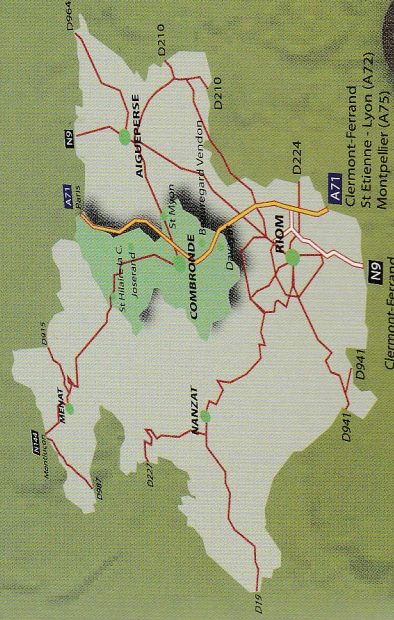 D964
D210
N9
D210
AIGUEPERSE
A71
Paris
St Myon
Beauregard Vendon
D224
A71
Clermont-Ferrand
St Etienne - Lyon (A72)
Montpellier (A75)
St Hilaire la C.
Joserand
COMBRONDE
RIOM
N9
Clermont-Ferrand
D915
MENAT
N144
Montluçon
D987
D227
NANZAT
D941
D941
D19